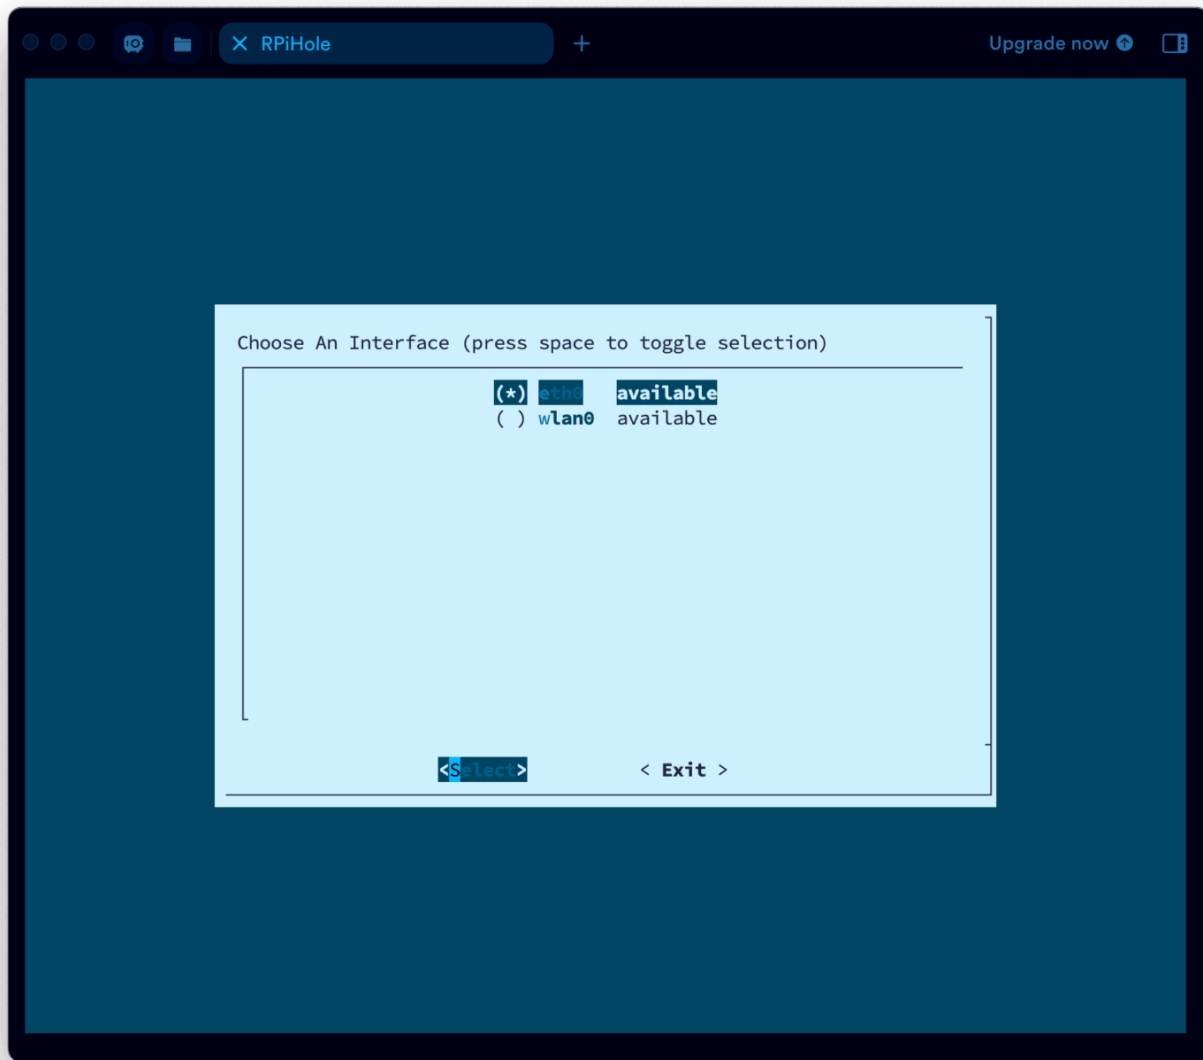 RPiHole
Upgrade now
Choose An Interface (press space to toggle selection)
(*) eth0 available
( ) wlan0 available
<Select> < Exit >